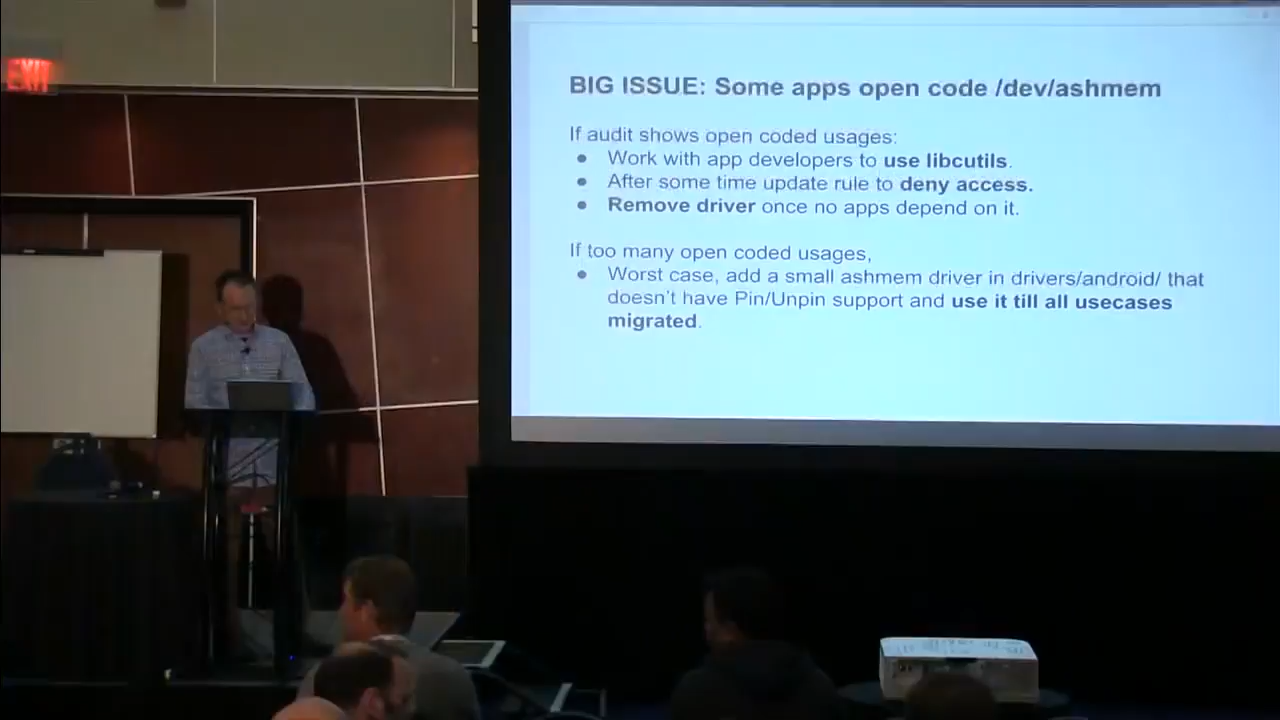 EXIT
BIG ISSUE: Some apps open code /dev/ashmem
If audit shows open coded usages:
● Work with app developers to use libcutils.
● After some time update rule to deny access.
● Remove driver once no apps depend on it.
If too many open coded usages,
● Worst case, add a small ashmem driver in drivers/android/ that
doesn't have Pin/Unpin support and use it till all usecases
migrated.